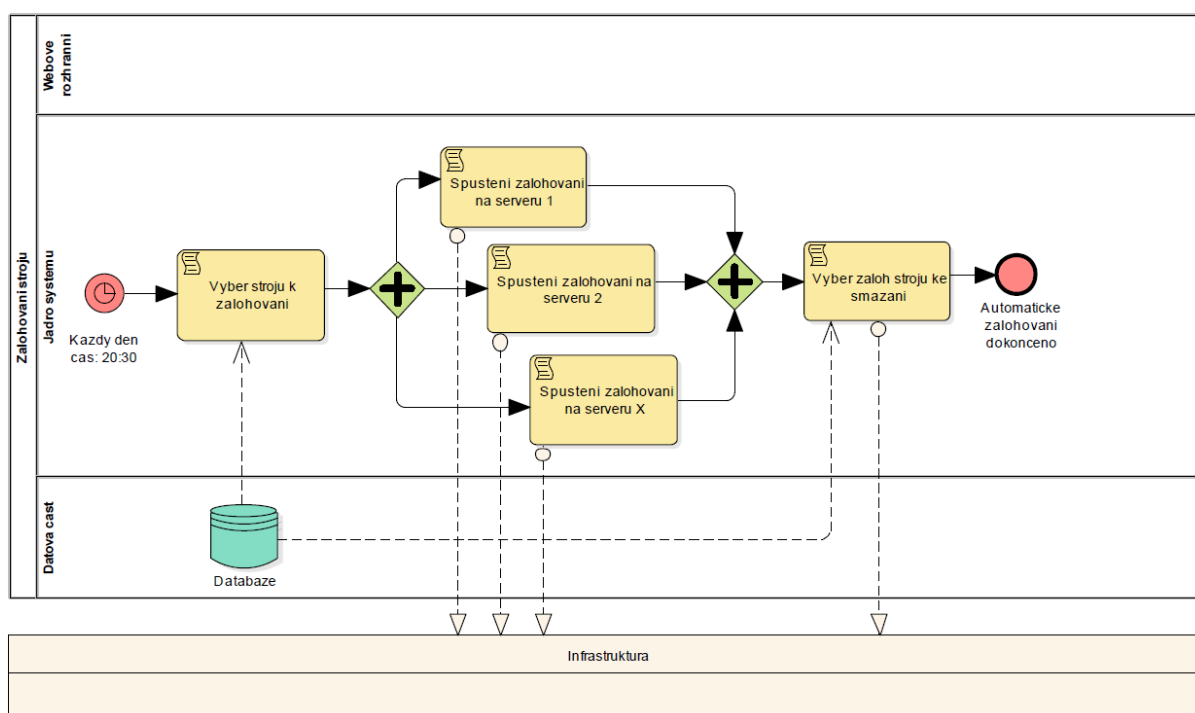 Zalohovani stroju
Webove
rozhranni
Jadro systemu
Kazdy den
cas: 20:30
Vyber stroju k
zalohovani
Spusteni zalohovani
na serveru 1
Spusteni zalohovani na
serveru 2
Spusteni zalohovani
na serveru X
Vyber zaloh stroju ke
smazani
Automaticke
zalohovani
dokonceno
Datova cast
Databaze
Infrastruktura